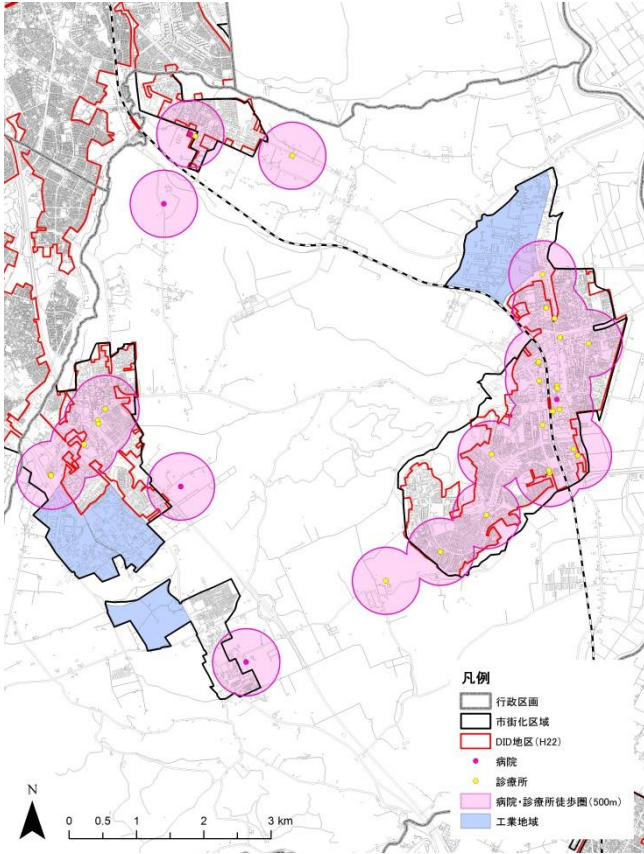 凡例
行政区画
市街化区域
DID地区(H22)
病院
診療所
病院・診療所徒歩圏(500m)
工業地域
N
0 0.5 1 2 3 km